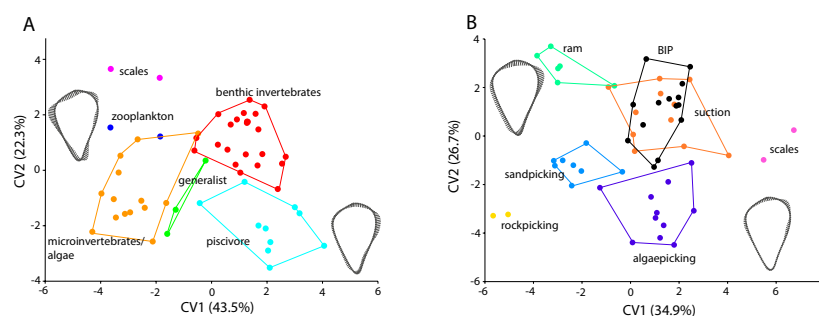 A
4
2
0
-2
-4
CV2 (22.3%)
scales
benthic invertebrates
zooplankton
generalist
microinvertebrates/
algae
piscivore
-6
-4
-2
0
2
4
6
CV1 (43.5%)
B
4
2
0
-2
-4
-6
CV2 (26.7%)
ram
BIP
suction
scales
sandpicking
rockpicking
algaepicking
-6
-4
-2
0
2
4
6
8
CV1 (34.9%)